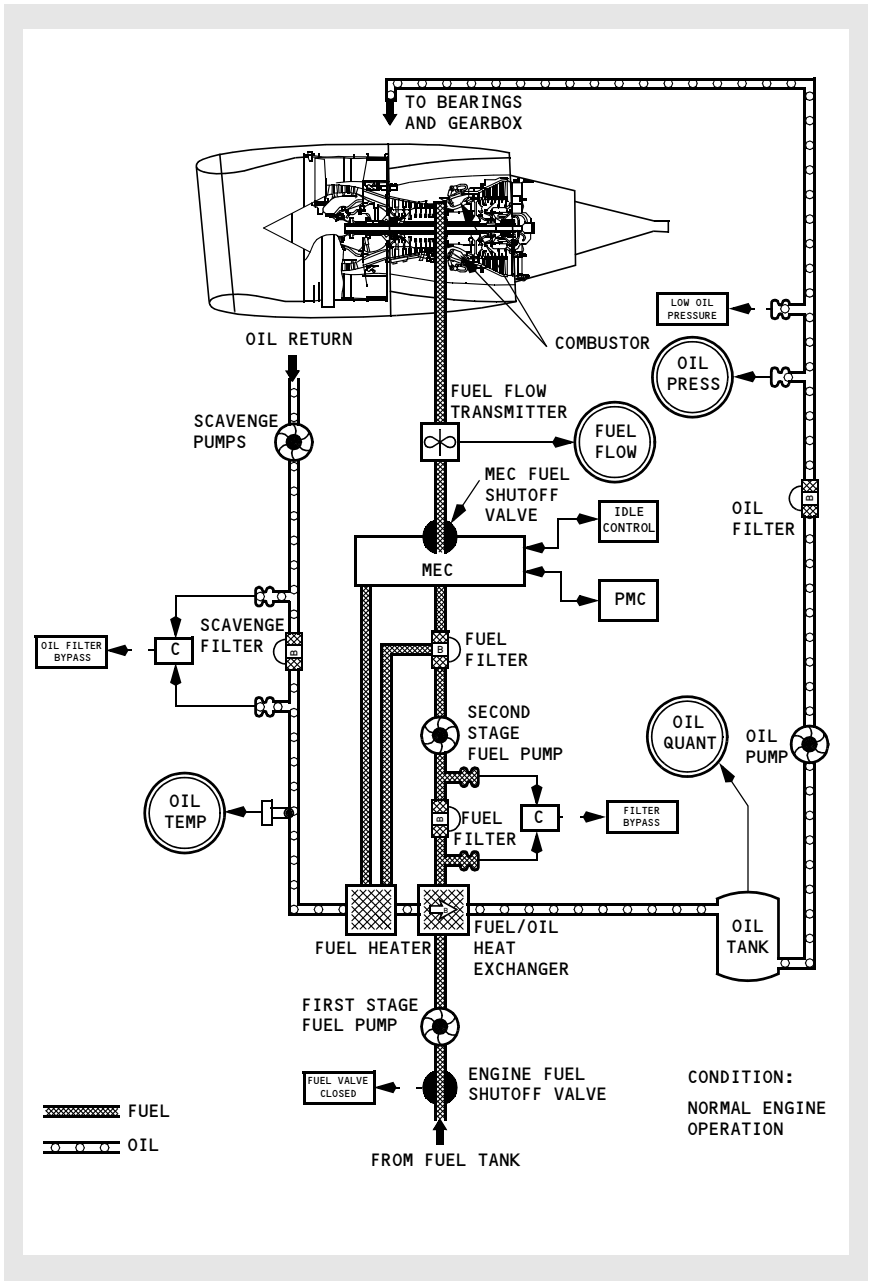 TO BEARINGS
AND GEARBOX
LOW OIL
PRESSURE
OIL RETURN
COMBUSTOR
OIL
PRESS
FUEL FLOW
TRANSMITTER
SCAVENGE
PUMPS
FUEL
FLOW
MEC FUEL
SHUTOFF
VALVE
IDLE
CONTROL
OIL
FILTER
B
MEC
PMC
SCAVENGE
FILTER
OIL FILTER
BYPASS
C
B
B
FUEL
FILTER
SECOND
STAGE
FUEL PUMP
OIL
QUANT
OIL
PUMP
OIL
TEMP
B
FUEL
FILTER
C
FILTER
BYPASS
B
FUEL HEATER
FUEL/OIL
HEAT
EXCHANGER
OIL
TANK
FIRST STAGE
FUEL PUMP
FUEL VALVE
CLOSED
ENGINE FUEL
SHUTOFF VALVE
CONDITION:
NORMAL ENGINE
OPERATION
FUEL
OIL
FROM FUEL TANK